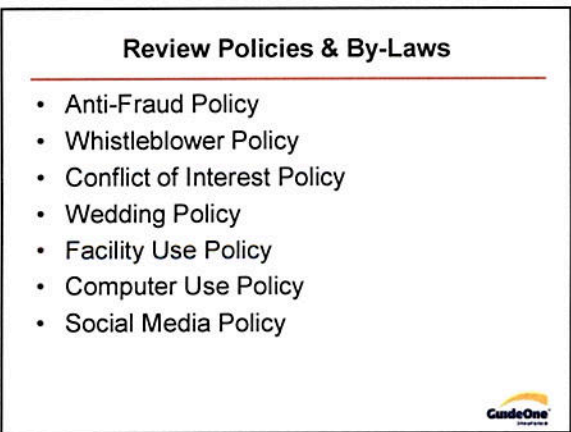 Review Policies & By-Laws
• Anti-Fraud Policy
• Whistleblower Policy
• Conflict of Interest Policy
• Wedding Policy
• Facility Use Policy
• Computer Use Policy
• Social Media Policy
GuideOne
Insurance